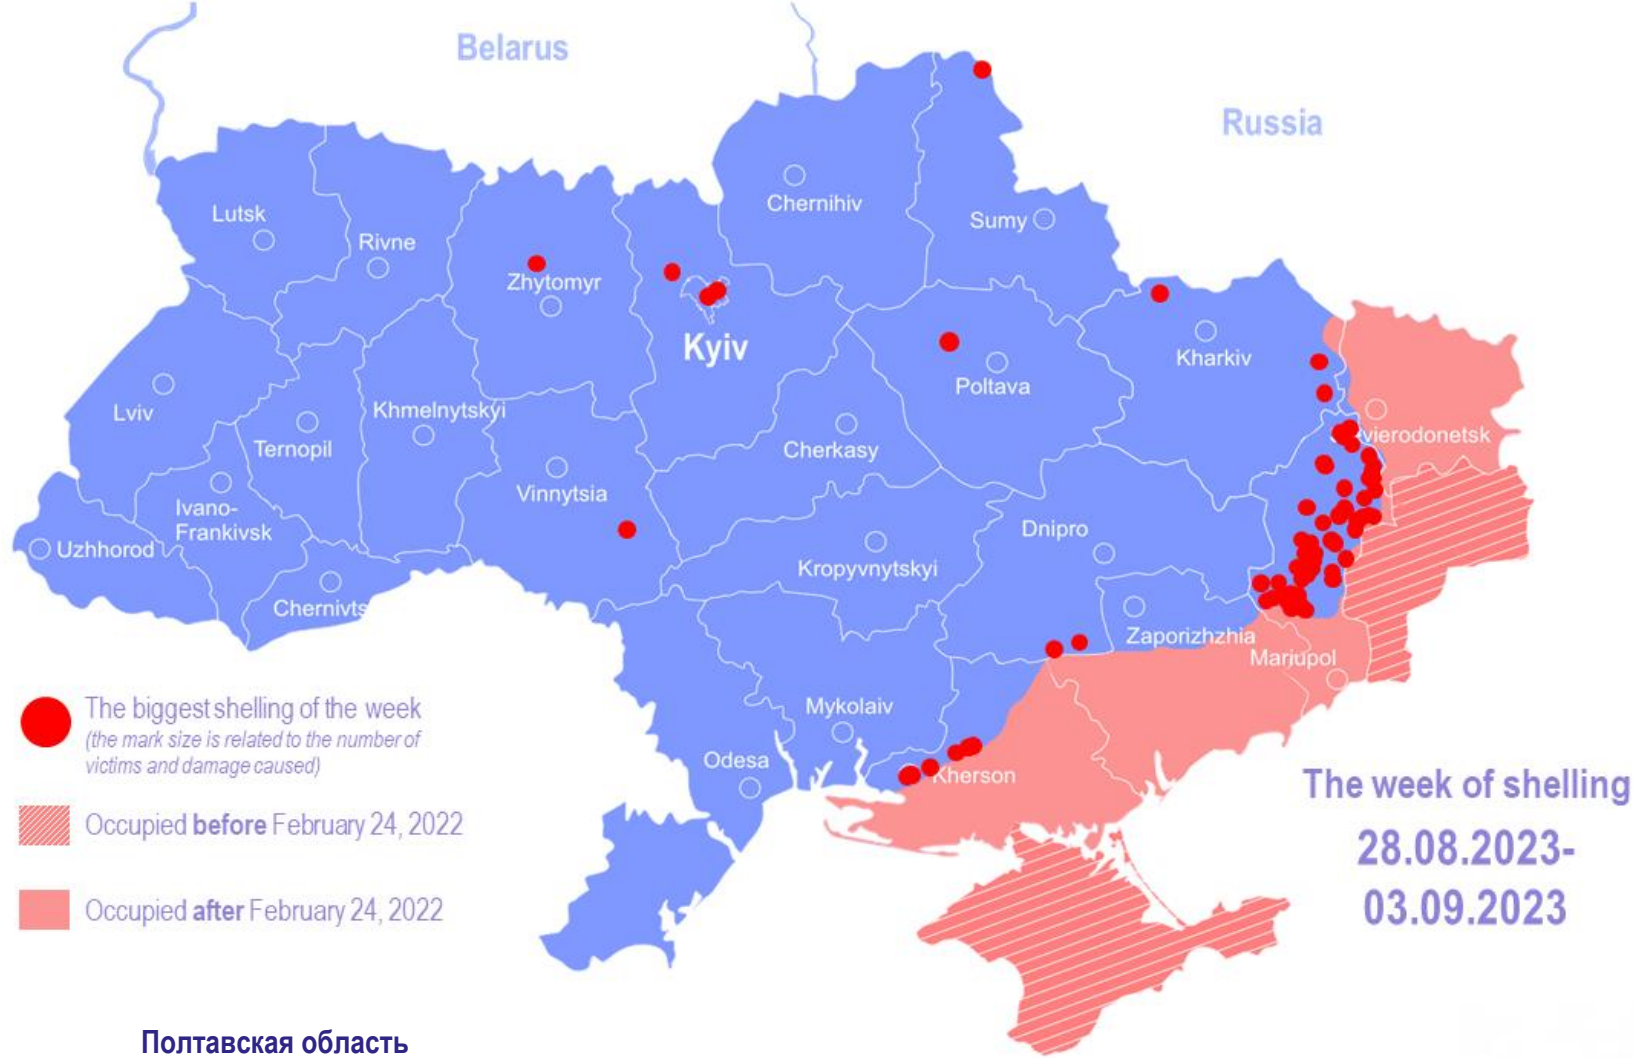 Belarus
Russia
Chernihiv
Lutsk
Sumy
Rivne
Zhytomyr
Kyiv
Kharkiv
Poltava
Lviv
Khmelnytskyi
Ternopil
Cherkasy
vierodonetsk
Vinnytsia
Ivano-
Frankivsk
Dnipro
Uzhhorod
Kropyvnytskyi
Chernivts
Zaporizhzhia
Mariupol
Mykolaiv
Odesa
Kherson
The biggest shelling of the week
(the mark size is related to the number of
victims and damage caused)
Occupied before February 24, 2022
Occupied after February 24, 2022
The week of shelling
28.08.2023-
03.09.2023
Полтавская область